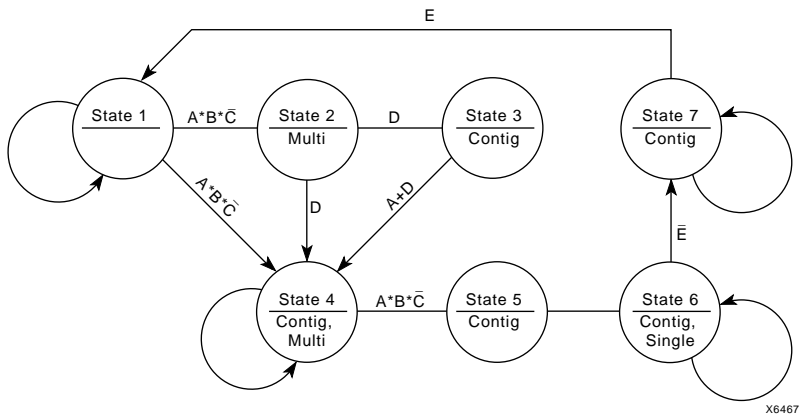 E
State 1
A*B*C̄
State 2
Multi
D
State 3
Contig
State 7
Contig
A*B*C̄
D
A+D
Ē
State 4
Contig,
Multi
A*B*C̄
State 5
Contig
State 6
Contig,
Single
X6467